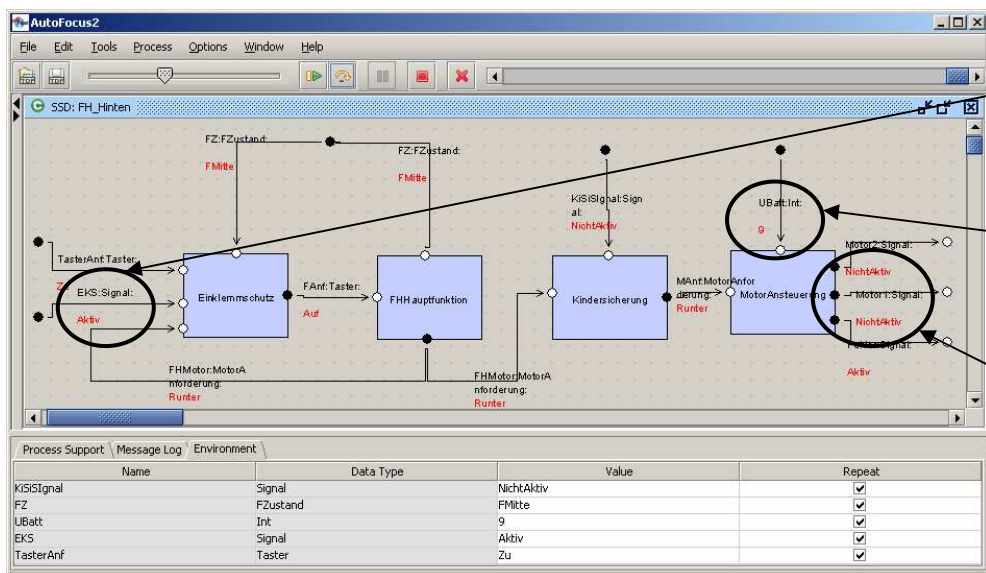 AutoFocus2
File Edit Tools Process Options Window Help
SSD: FH_Hinten
FZ:FZustand:
FMitte
FZ:FZustand:
FMitte
KiSiSIgnal:Sign
al:
NichtAktiv
UBatt:Int:
9
TasterAnf:Taster:
Zu
EKS:Signal:
Aktiv
Einklemmschutz
FAnf:Taster:
Auf
FHHauptfunktion
Kindersicherung
MAnf:MotorAnfor
derung:
Runter
MotorAnsteuerung
Motor2:Signal:
NichtAktiv
Motor1:Signal:
NichtAktiv
Fehler:Signal:
Aktiv
FHMotor:MotorA
nforderung:
Runter
FHMotor:MotorA
nforderung:
Runter
Process Support Message Log Environment
Name Data Type Value Repeat
KiSiSIgnal Signal NichtAktiv
FZ FZustand FMitte
UBatt Int 9
EKS Signal Aktiv
TasterAnf Taster Zu